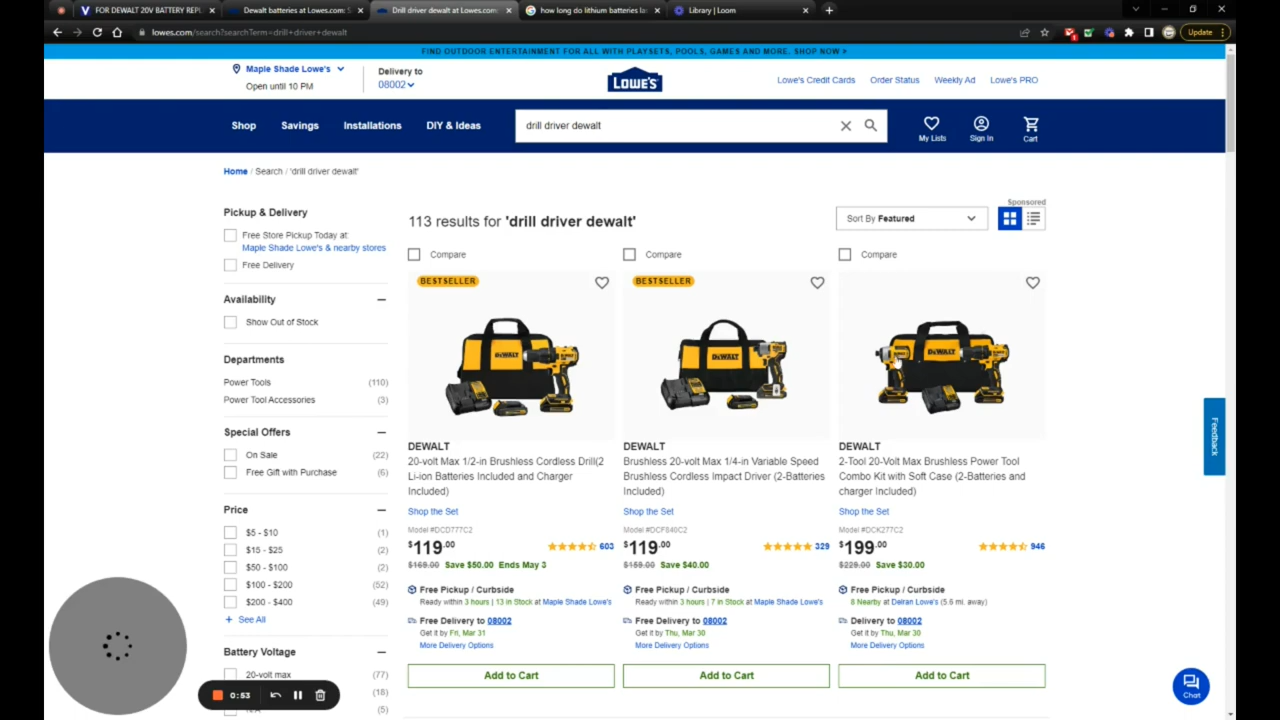 FOR DEWALT 20V BATTERY REPL
Dewalt batteries at Lowes.com: S
Drill driver dewalt at Lowes.com:
how long do lithium batteries la
Library | Loom
lowes.com/search?searchTerm=drill+driver+dewalt
Update
FIND OUTDOOR ENTERTAINMENT FOR ALL WITH PLAYSETS, POOLS, GAMES AND MORE. SHOP NOW >
Maple Shade Lowe's
Open until 10 PM
Delivery to
08002
LOWE'S
Lowe's Credit Cards
Order Status
Weekly Ad
Lowe's PRO
Shop
Savings
Installations
DIY & Ideas
drill driver dewalt
My Lists
Sign In
Cart
Home / Search / 'drill driver dewalt'
Pickup & Delivery
Free Store Pickup Today at
Maple Shade Lowe's & nearby stores
Free Delivery
Availability
Show Out of Stock
Departments
Power Tools (110)
Power Tool Accessories (3)
Special Offers
On Sale (22)
Free Gift with Purchase (6)
Price
$5 - $10 (1)
$15 - $25 (2)
$50 - $100 (2)
$100 - $200 (52)
$200 - $400 (49)
+ See All
Battery Voltage
20-volt max (77)
(18)
(5)
0:53
113 results for 'drill driver dewalt'
Sort By Featured
Sponsored
Compare
BESTSELLER
DEWALT
DEWALT
20-volt Max 1/2-in Brushless Cordless Drill(2
Li-ion Batteries Included and Charger
Included)
Shop the Set
Model #DCD777C2
$119.00
603
$169.00 Save $50.00 Ends May 3
Free Pickup / Curbside
Ready within 3 hours | 13 in Stock at Maple Shade Lowe's
Free Delivery to 08002
Get it by Fri, Mar 31
More Delivery Options
Add to Cart
Compare
BESTSELLER
DEWALT
DEWALT
Brushless 20-volt Max 1/4-in Variable Speed
Brushless Cordless Impact Driver (2-Batteries
Included)
Shop the Set
Model #DCF840C2
$119.00
329
$159.00 Save $40.00
Free Pickup / Curbside
Ready within 3 hours | 7 in Stock at Maple Shade Lowe's
Free Delivery to 08002
Get it by Thu, Mar 30
More Delivery Options
Add to Cart
Compare
DEWALT
DEWALT
2-Tool 20-Volt Max Brushless Power Tool
Combo Kit with Soft Case (2-Batteries and
charger Included)
Shop the Set
Model #DCK277C2
$199.00
946
$229.00 Save $30.00
Free Pickup / Curbside
8 Nearby at Delran Lowe's (5.6 mi. away)
Delivery to 08002
Get it by Thu, Mar 30
More Delivery Options
Add to Cart
Feedback
Chat